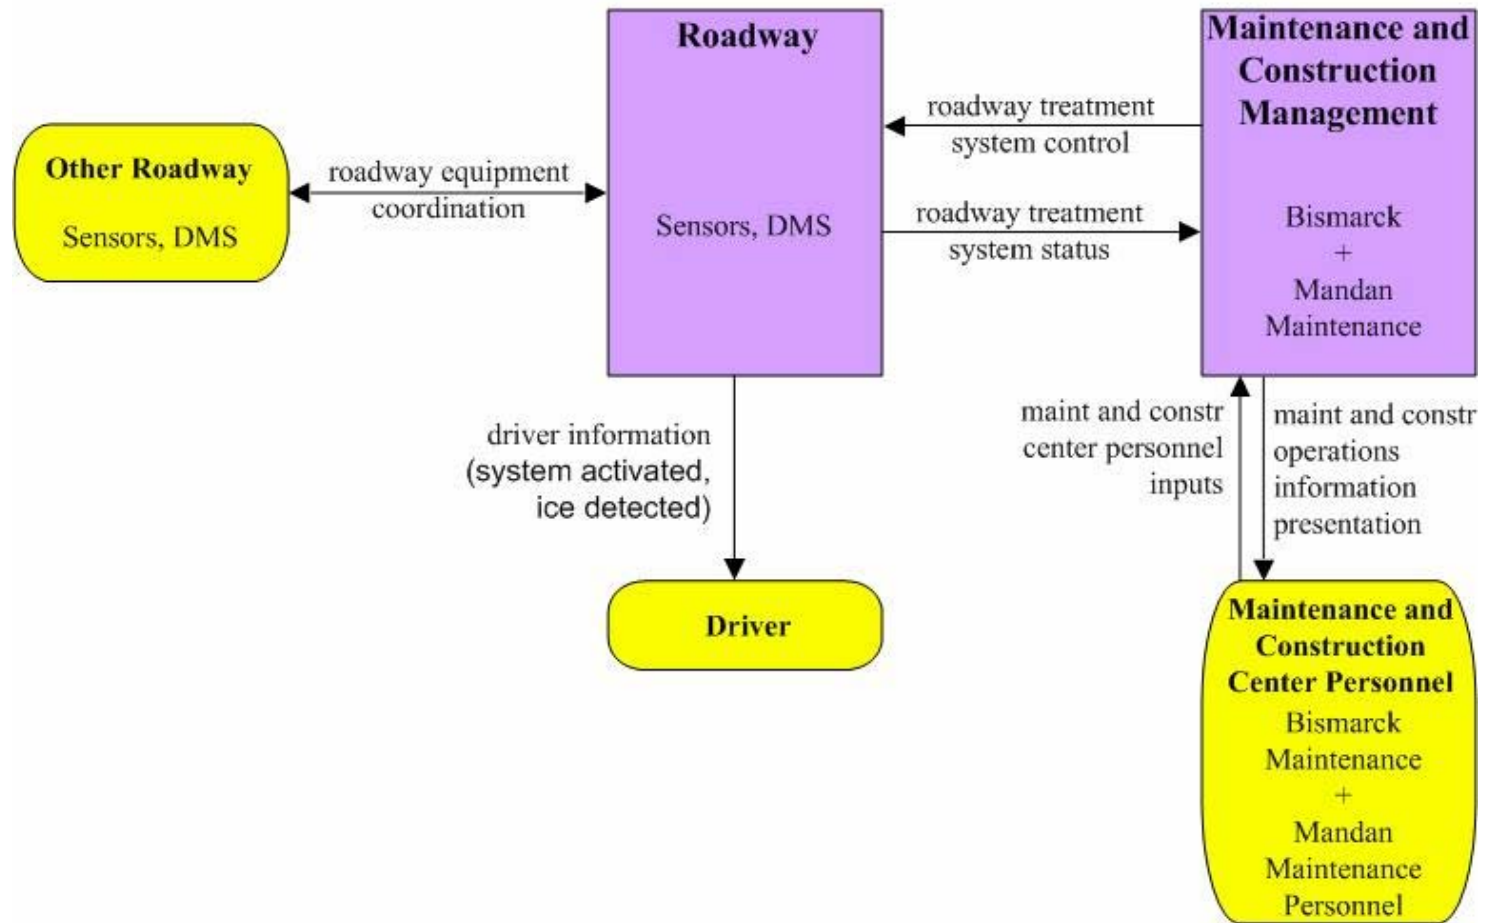 Roadway
Sensors, DMS
Maintenance and
Construction
Management
Bismarck
+
Mandan
Maintenance
Other Roadway
Sensors, DMS
roadway equipment
coordination
roadway treatment
system control
roadway treatment
system status
driver information
(system activated,
ice detected)
Driver
maint and constr
center personnel
inputs
maint and constr
operations
information
presentation
Maintenance and
Construction
Center Personnel
Bismarck
Maintenance
+
Mandan
Maintenance
Personnel